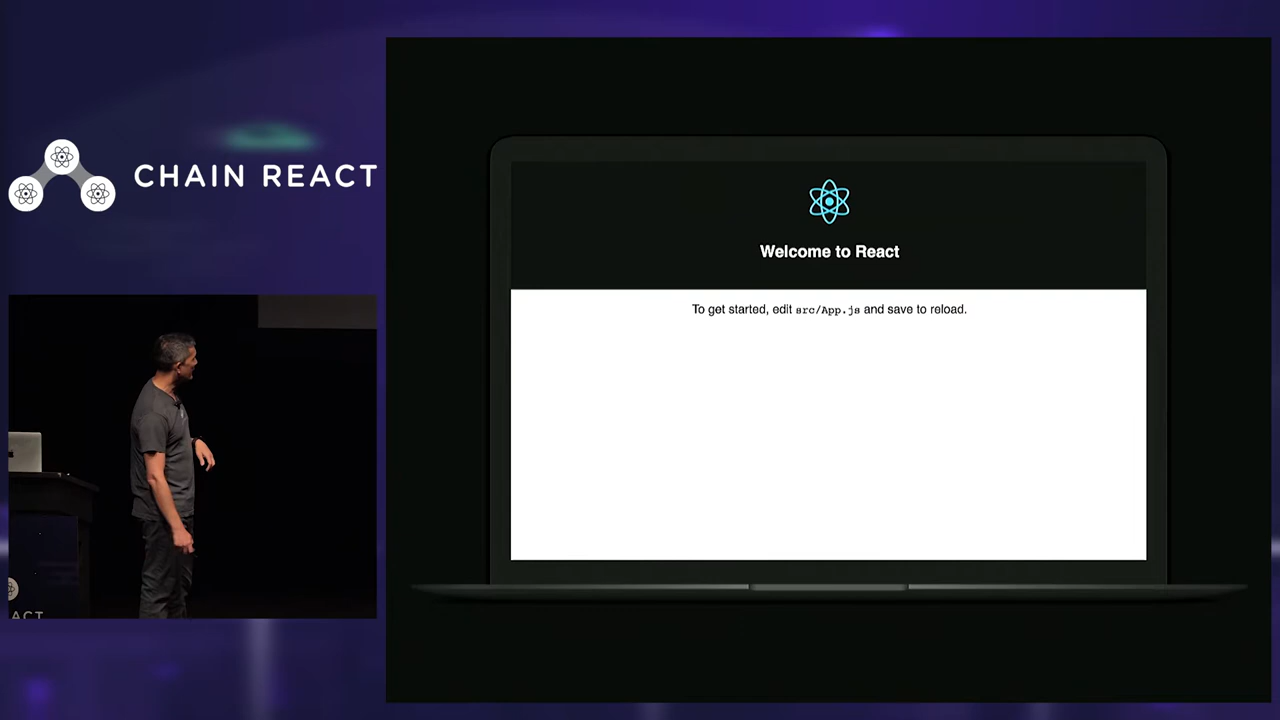 CHAIN REACT
Welcome to React
To get started, edit src/App.js and save to reload.
ACT